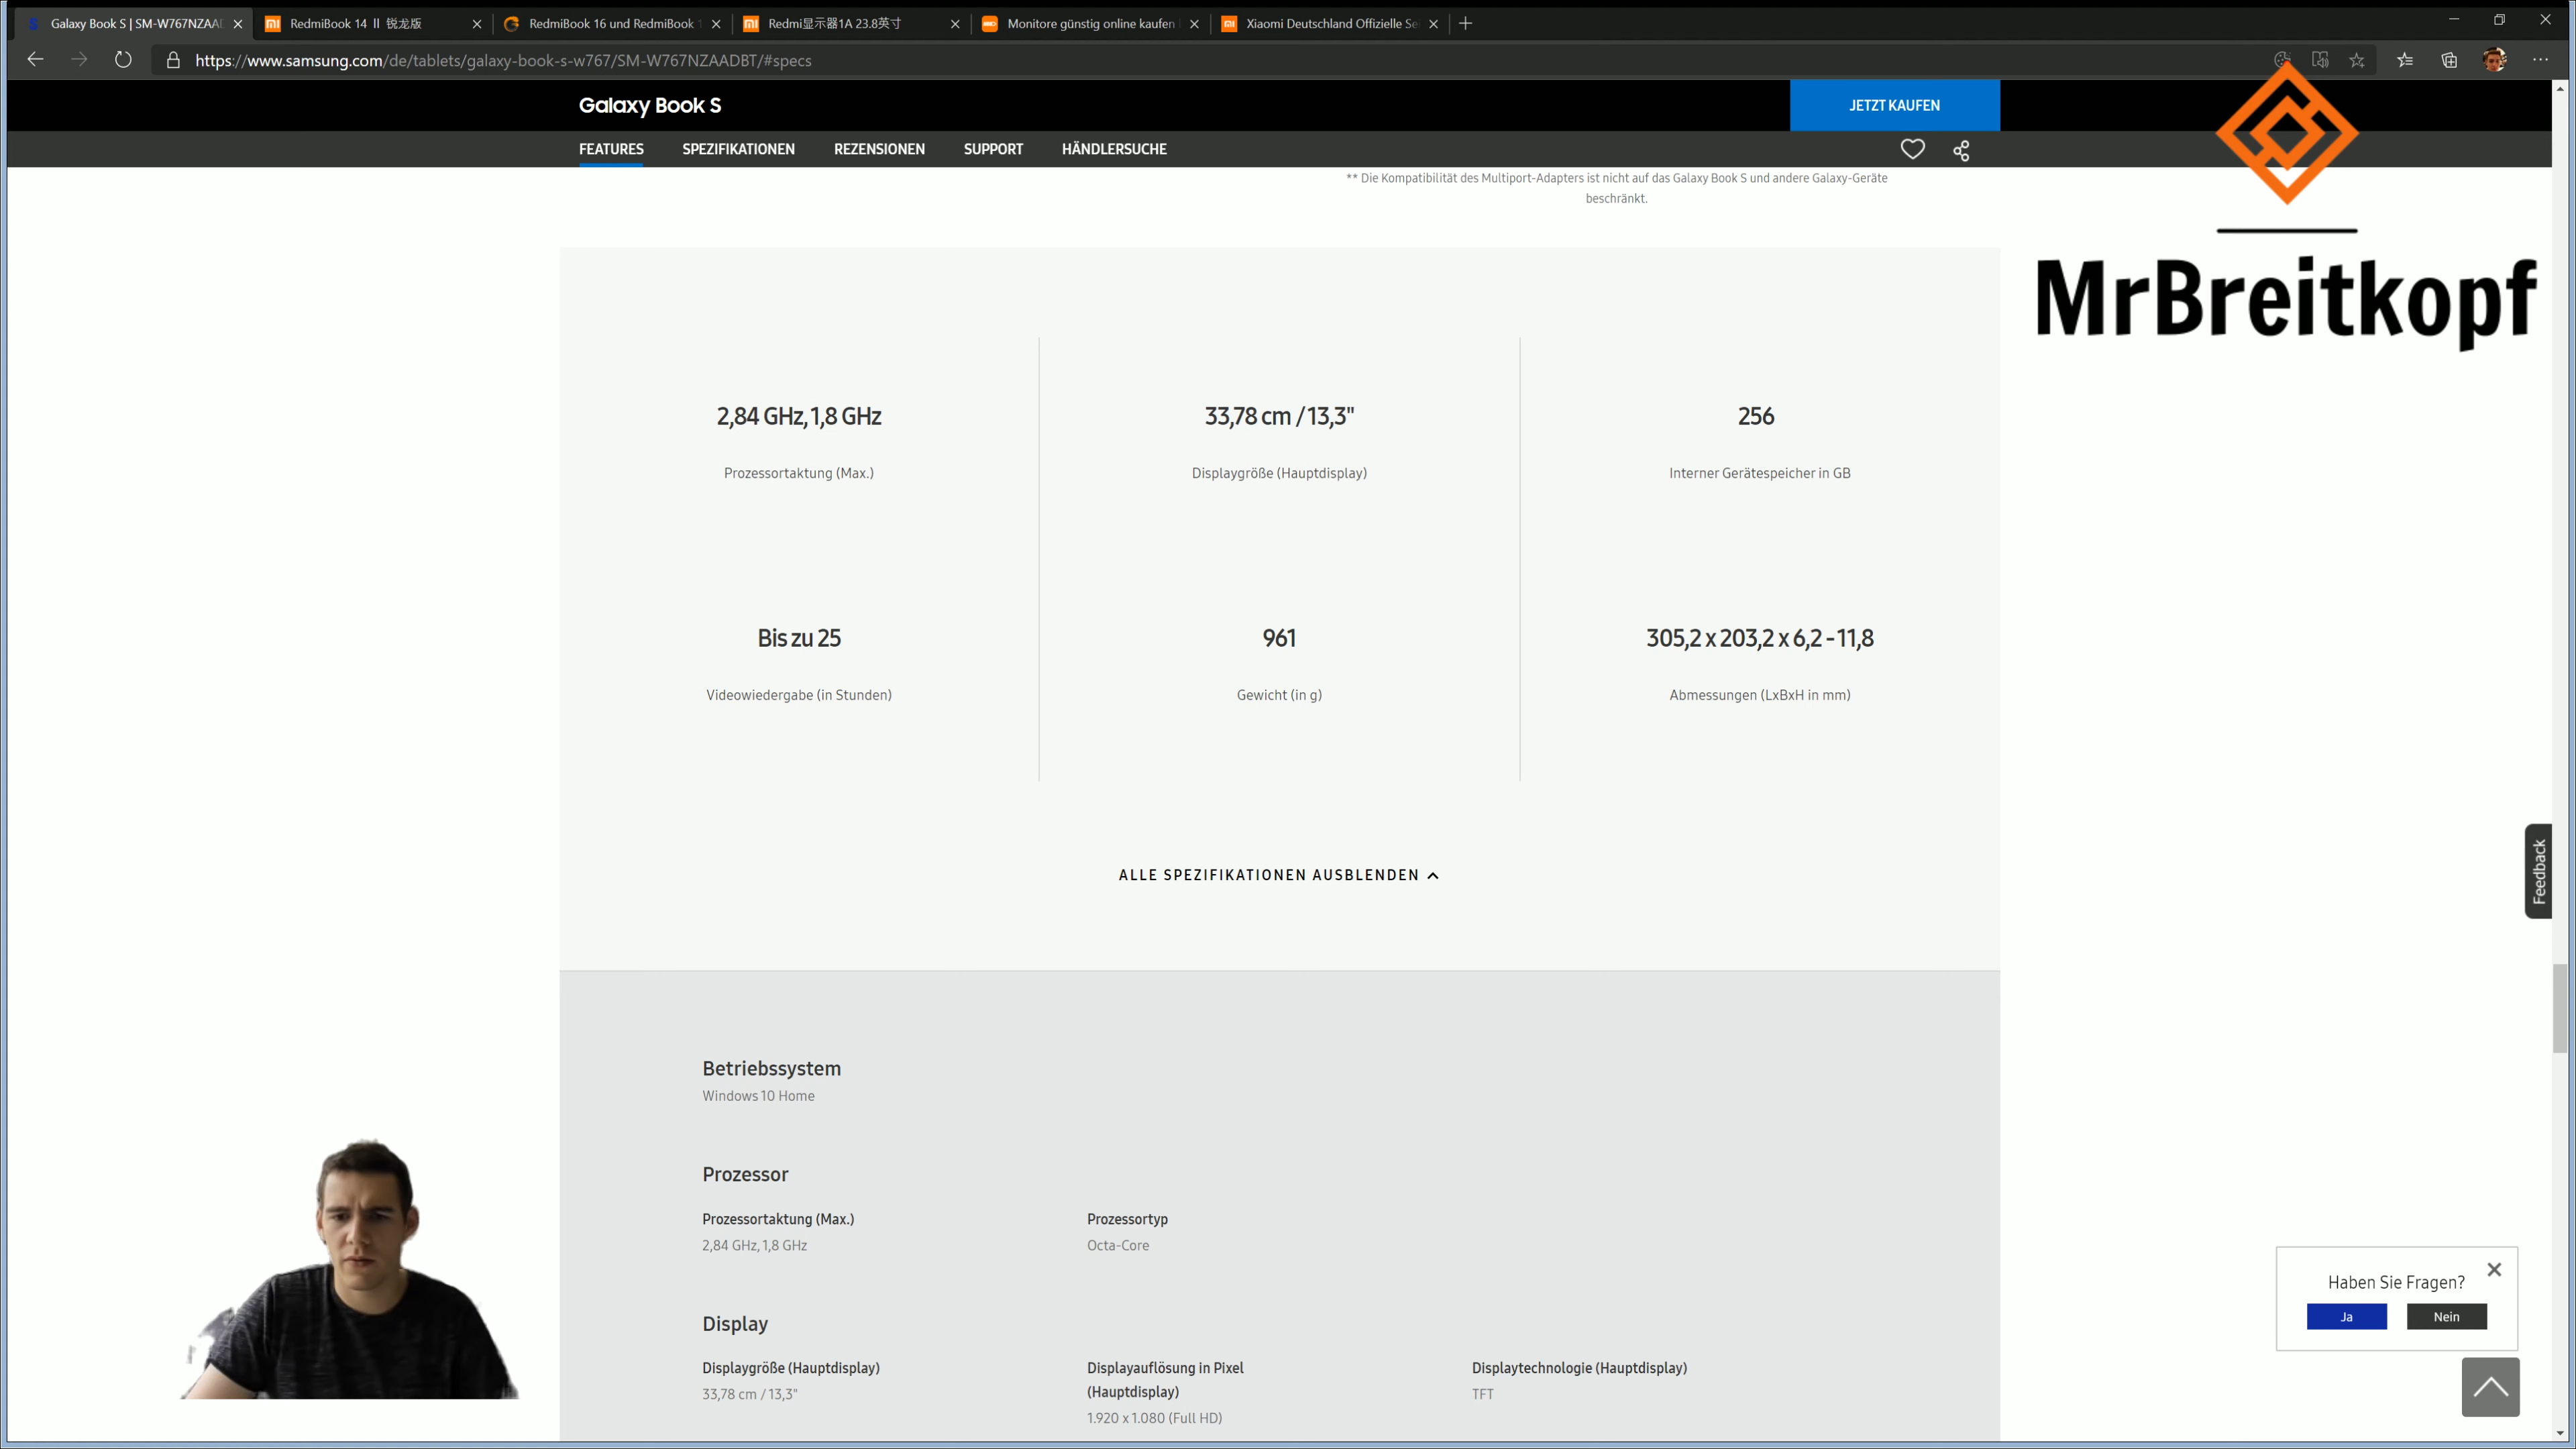 Galaxy Book S | SM-W767NZAA
RedmiBook 14 Ⅱ 锐龙版
RedmiBook 16 und RedmiBook 1
Redmi显示器1A 23.8英寸
Monitore günstig online kaufen
Xiaomi Deutschland Offizielle Se
https://www.samsung.com/de/tablets/galaxy-book-s-w767/SM-W767NZAADBT/#specs
Galaxy Book S
JETZT KAUFEN
FEATURES
SPEZIFIKATIONEN
REZENSIONEN
SUPPORT
HÄNDLERSUCHE
** Die Kompatibilität des Multiport-Adapters ist nicht auf das Galaxy Book S und andere Galaxy-Geräte
beschränkt.
MrBreitkopf
2,84 GHz, 1,8 GHz
Prozessortaktung (Max.)
33,78 cm / 13,3"
Displaygröße (Hauptdisplay)
256
Interner Gerätespeicher in GB
Bis zu 25
Videowiedergabe (in Stunden)
961
Gewicht (in g)
305,2 x 203,2 x 6,2 - 11,8
Abmessungen (LxBxH in mm)
ALLE SPEZIFIKATIONEN AUSBLENDEN
Feedback
Betriebssystem
Windows 10 Home
Prozessor
Prozessortaktung (Max.)
2,84 GHz, 1,8 GHz
Prozessortyp
Octa-Core
Display
Displaygröße (Hauptdisplay)
33,78 cm / 13,3"
Displayauflösung in Pixel
(Hauptdisplay)
1.920 x 1.080 (Full HD)
Displaytechnologie (Hauptdisplay)
TFT
Haben Sie Fragen?
Ja
Nein